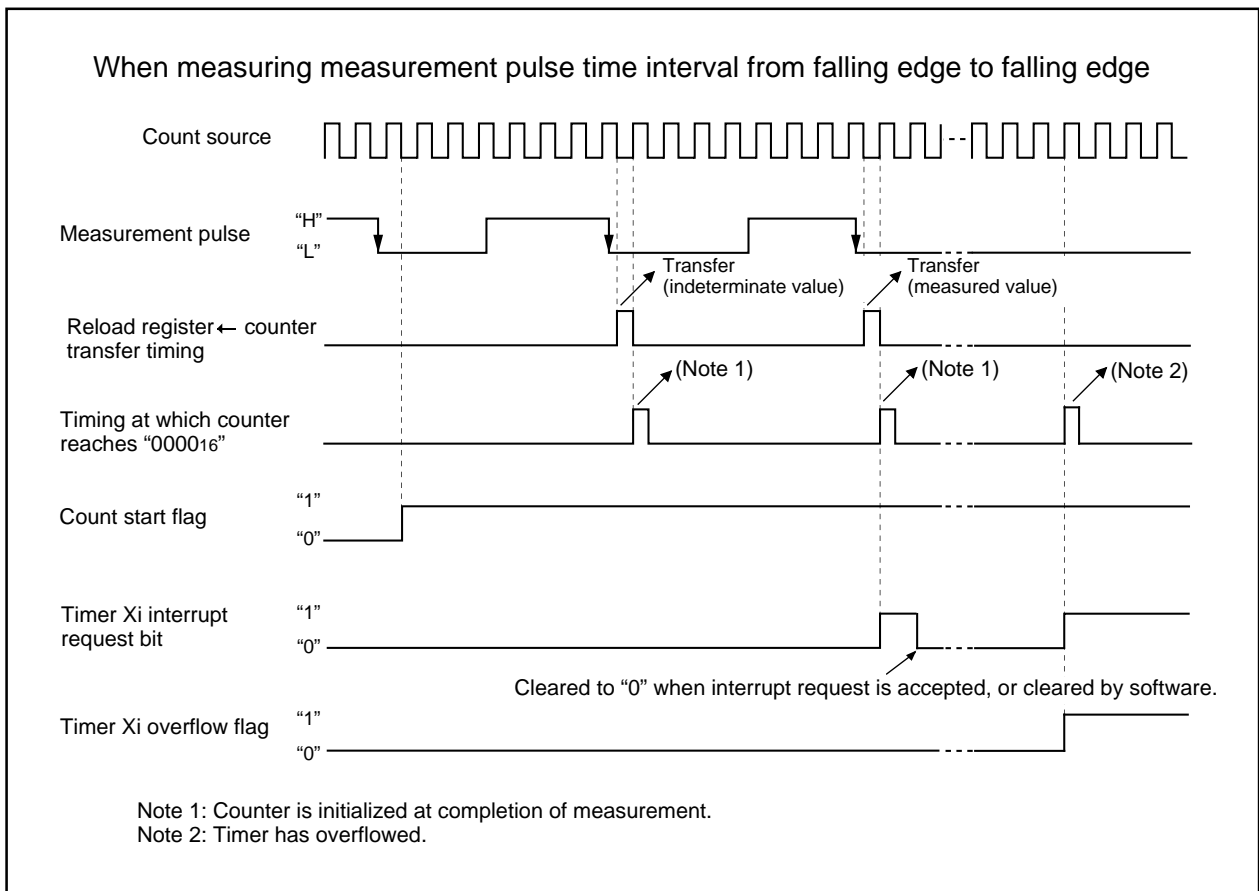 When measuring measurement pulse time interval from falling edge to falling edge
Count source
Measurement pulse
“H”
“L”
Transfer
(indeterminate value)
Transfer
(measured value)
Reload register ← counter
transfer timing
(Note 1)
(Note 1)
(Note 2)
Timing at which counter
reaches “000016”
Count start flag
“1”
“0”
Timer Xi interrupt
request bit
“1”
“0”
Cleared to “0” when interrupt request is accepted, or cleared by software.
Timer Xi overflow flag
“1”
“0”
Note 1: Counter is initialized at completion of measurement.
Note 2: Timer has overflowed.